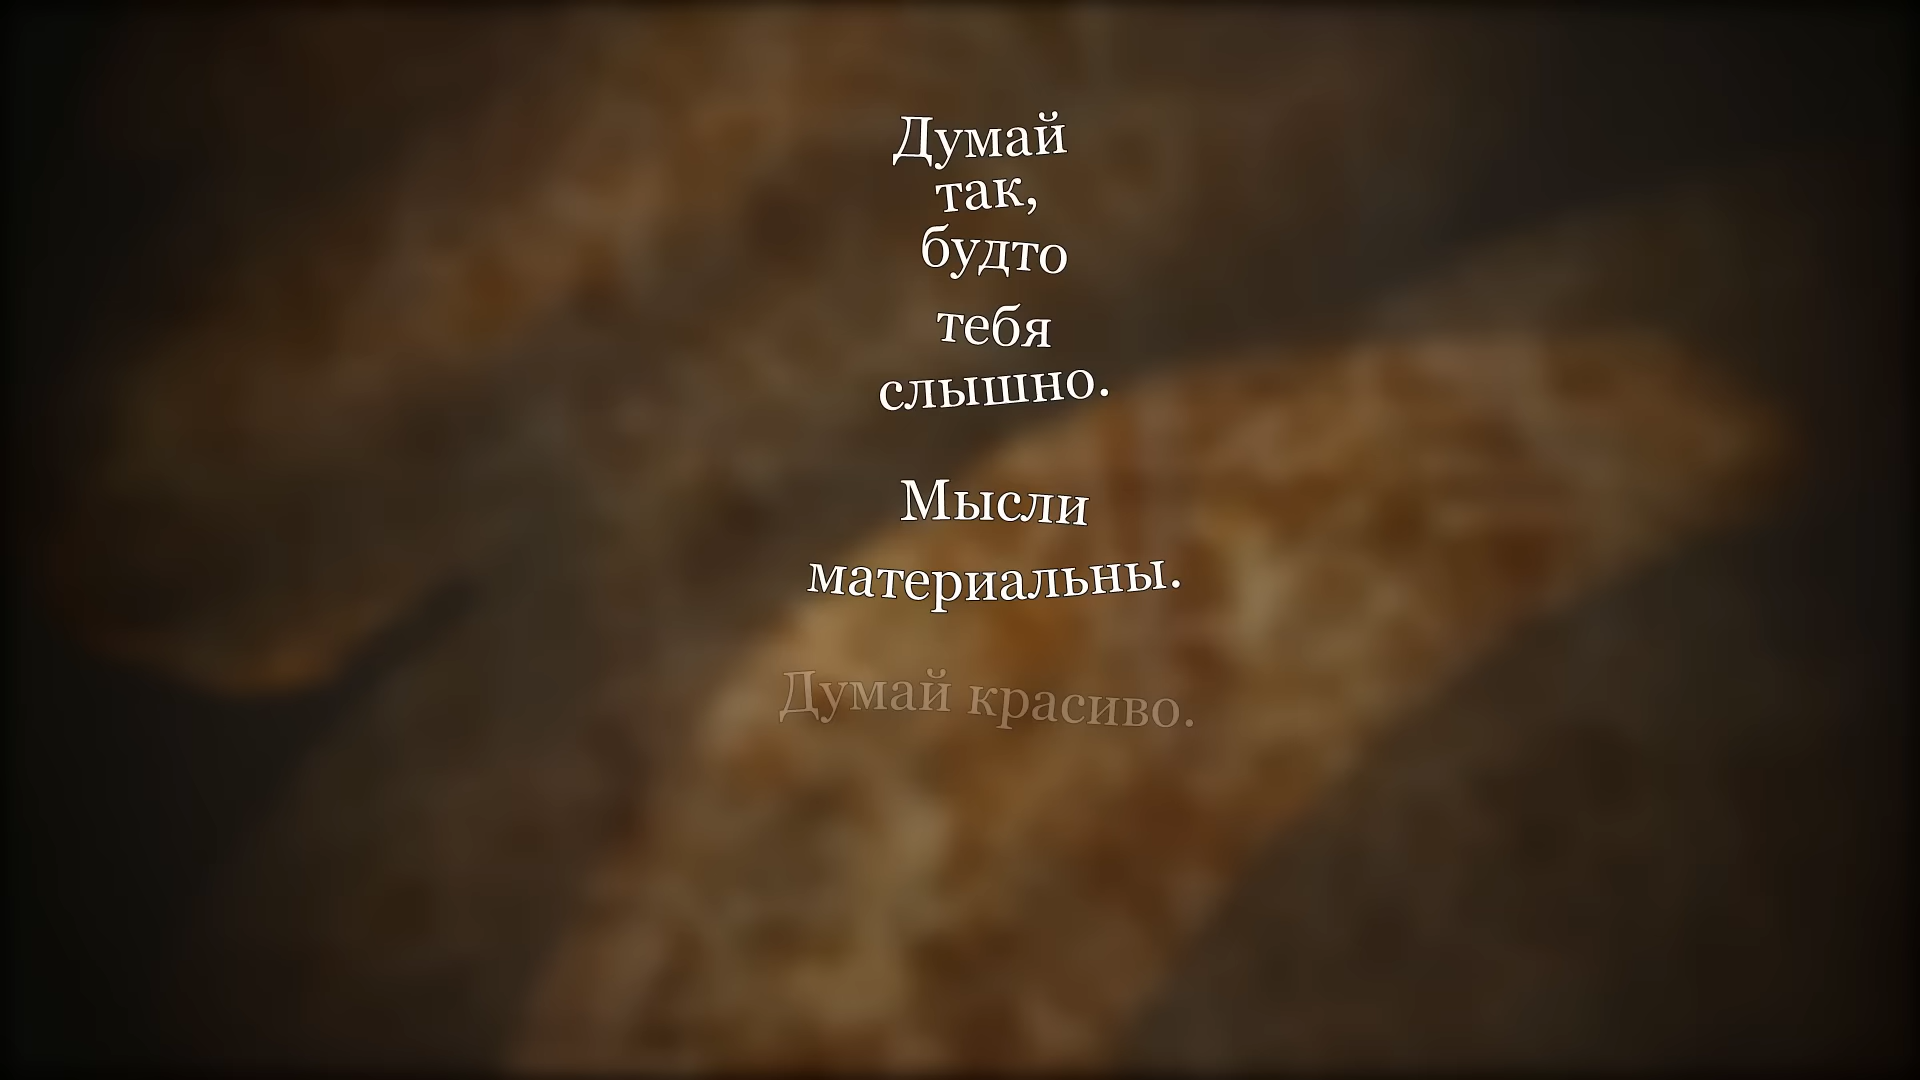 Думай
так,
будто
тебя
слышно.
Мысли
материальны.
Думай красиво.